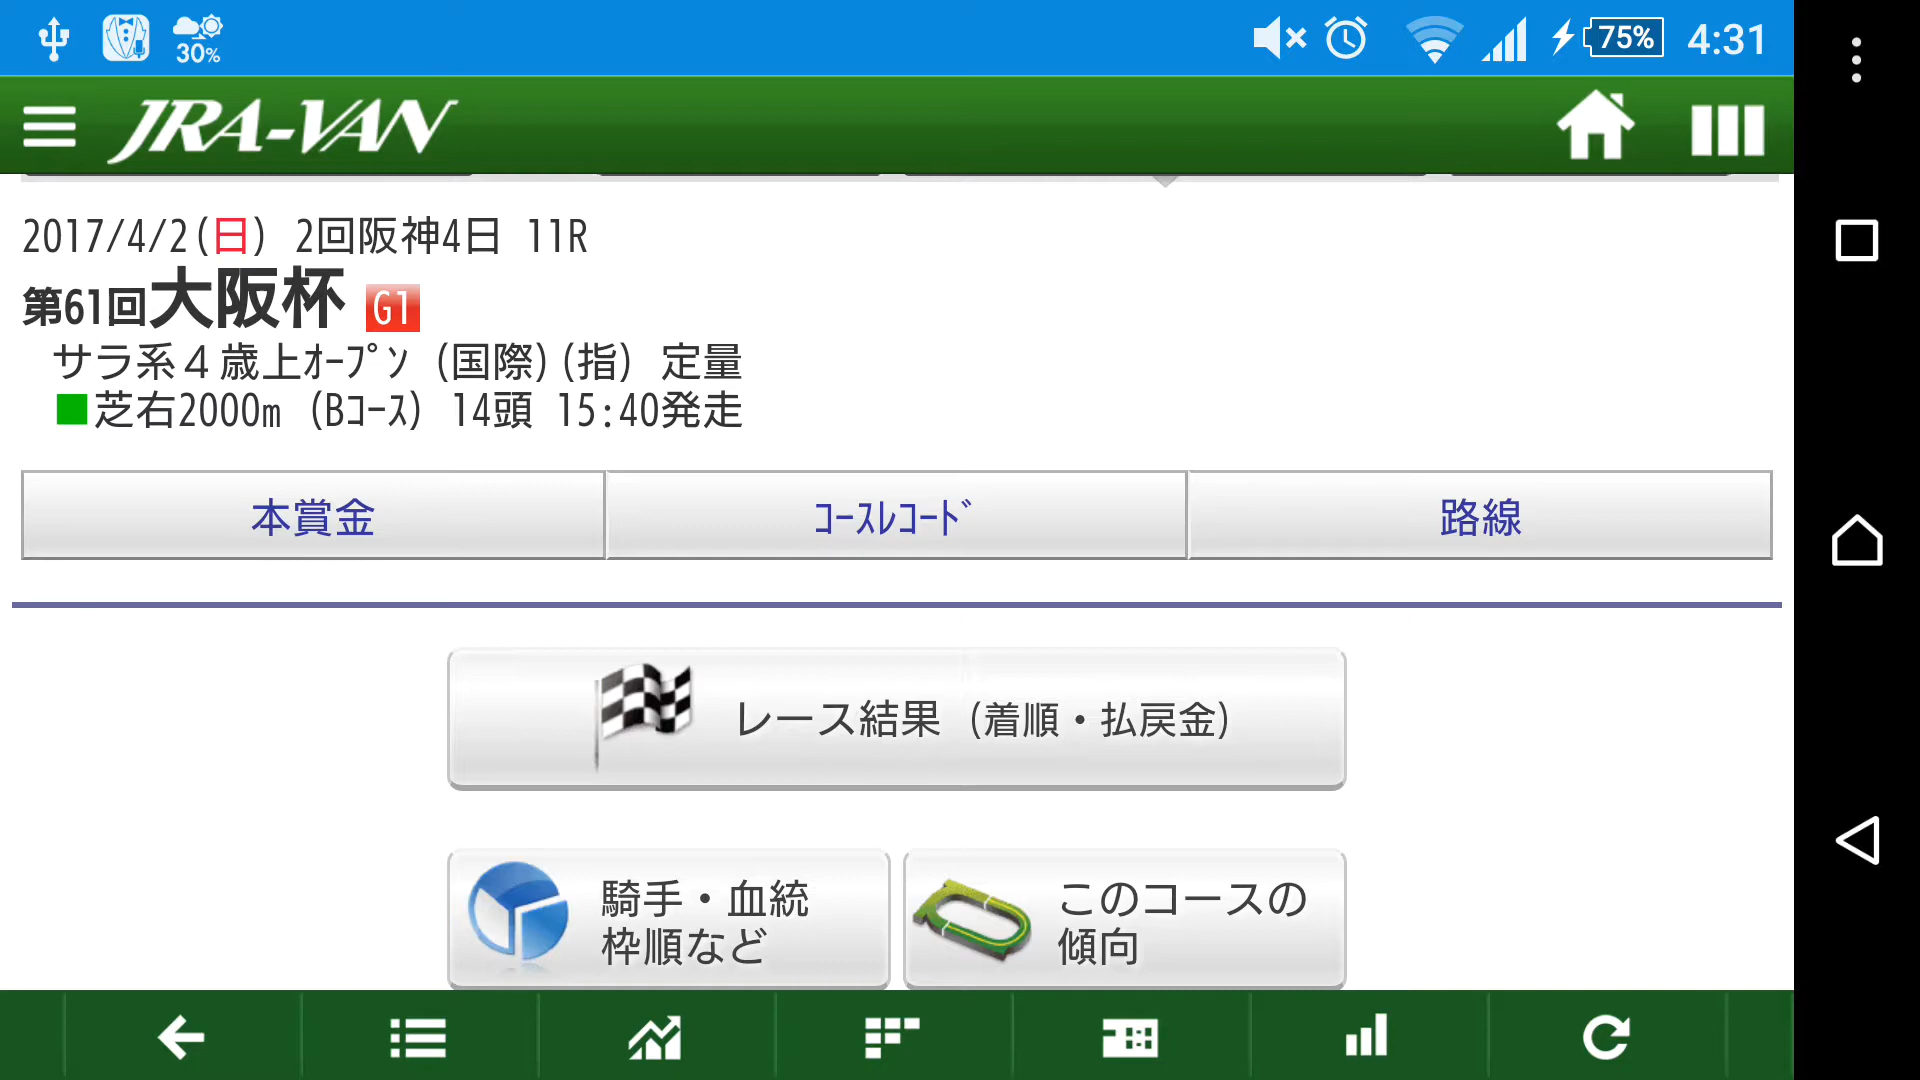 30%
75% 4:31
JRA-VAN
2017/4/2(日) 2回阪神4日 11R
第61回大阪杯 G1
サラ系４歳上ｵｰﾌﾟﾝ (国際)(指) 定量
芝右2000m (Bｺｰｽ) 14頭 15:40発走
本賞金 ｺｰｽﾚｺｰﾄﾞ 路線
レース結果 (着順・払戻金)
騎手・血統
枠順など
このコースの
傾向